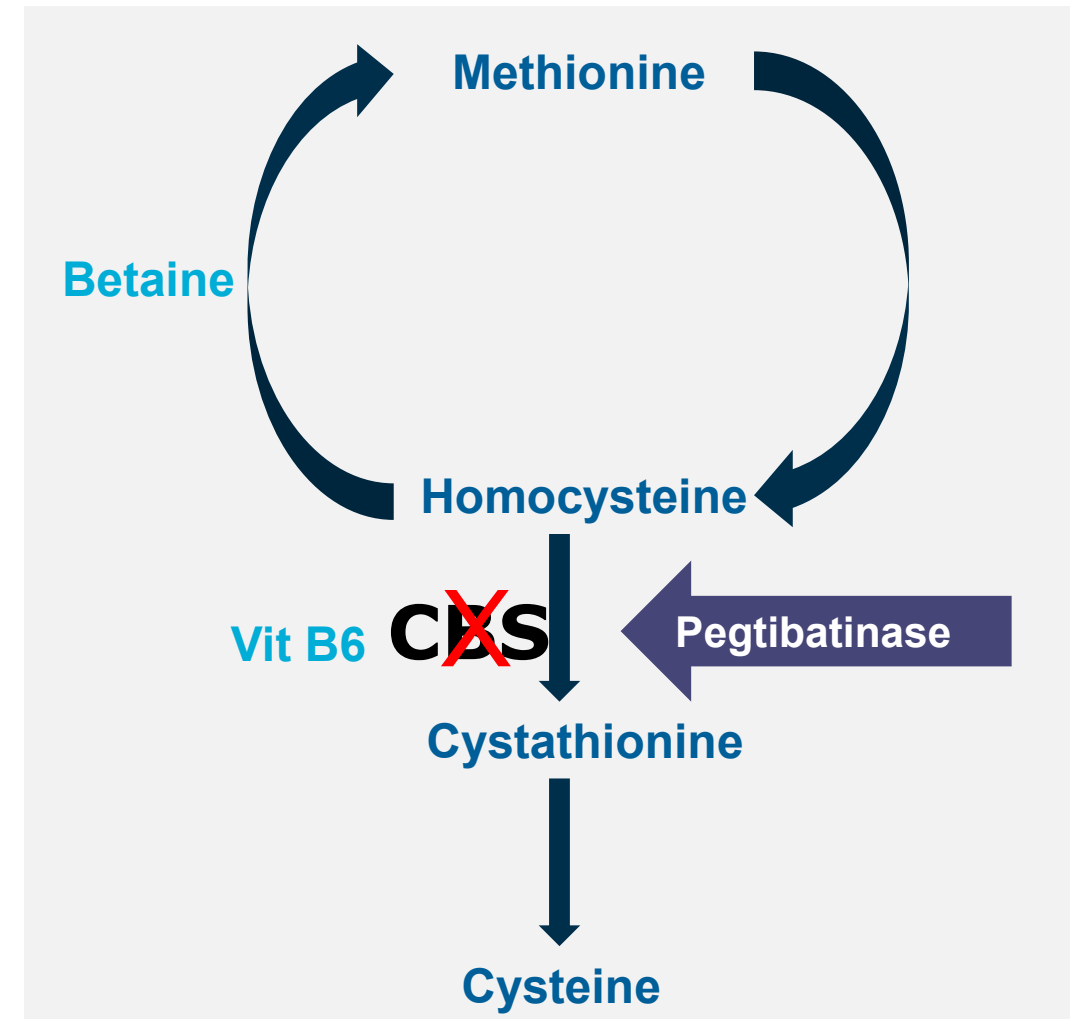 Methionine
Betaine
Homocysteine
Vit B6 CBS
Pegtibatinase
Cystathionine
Cysteine